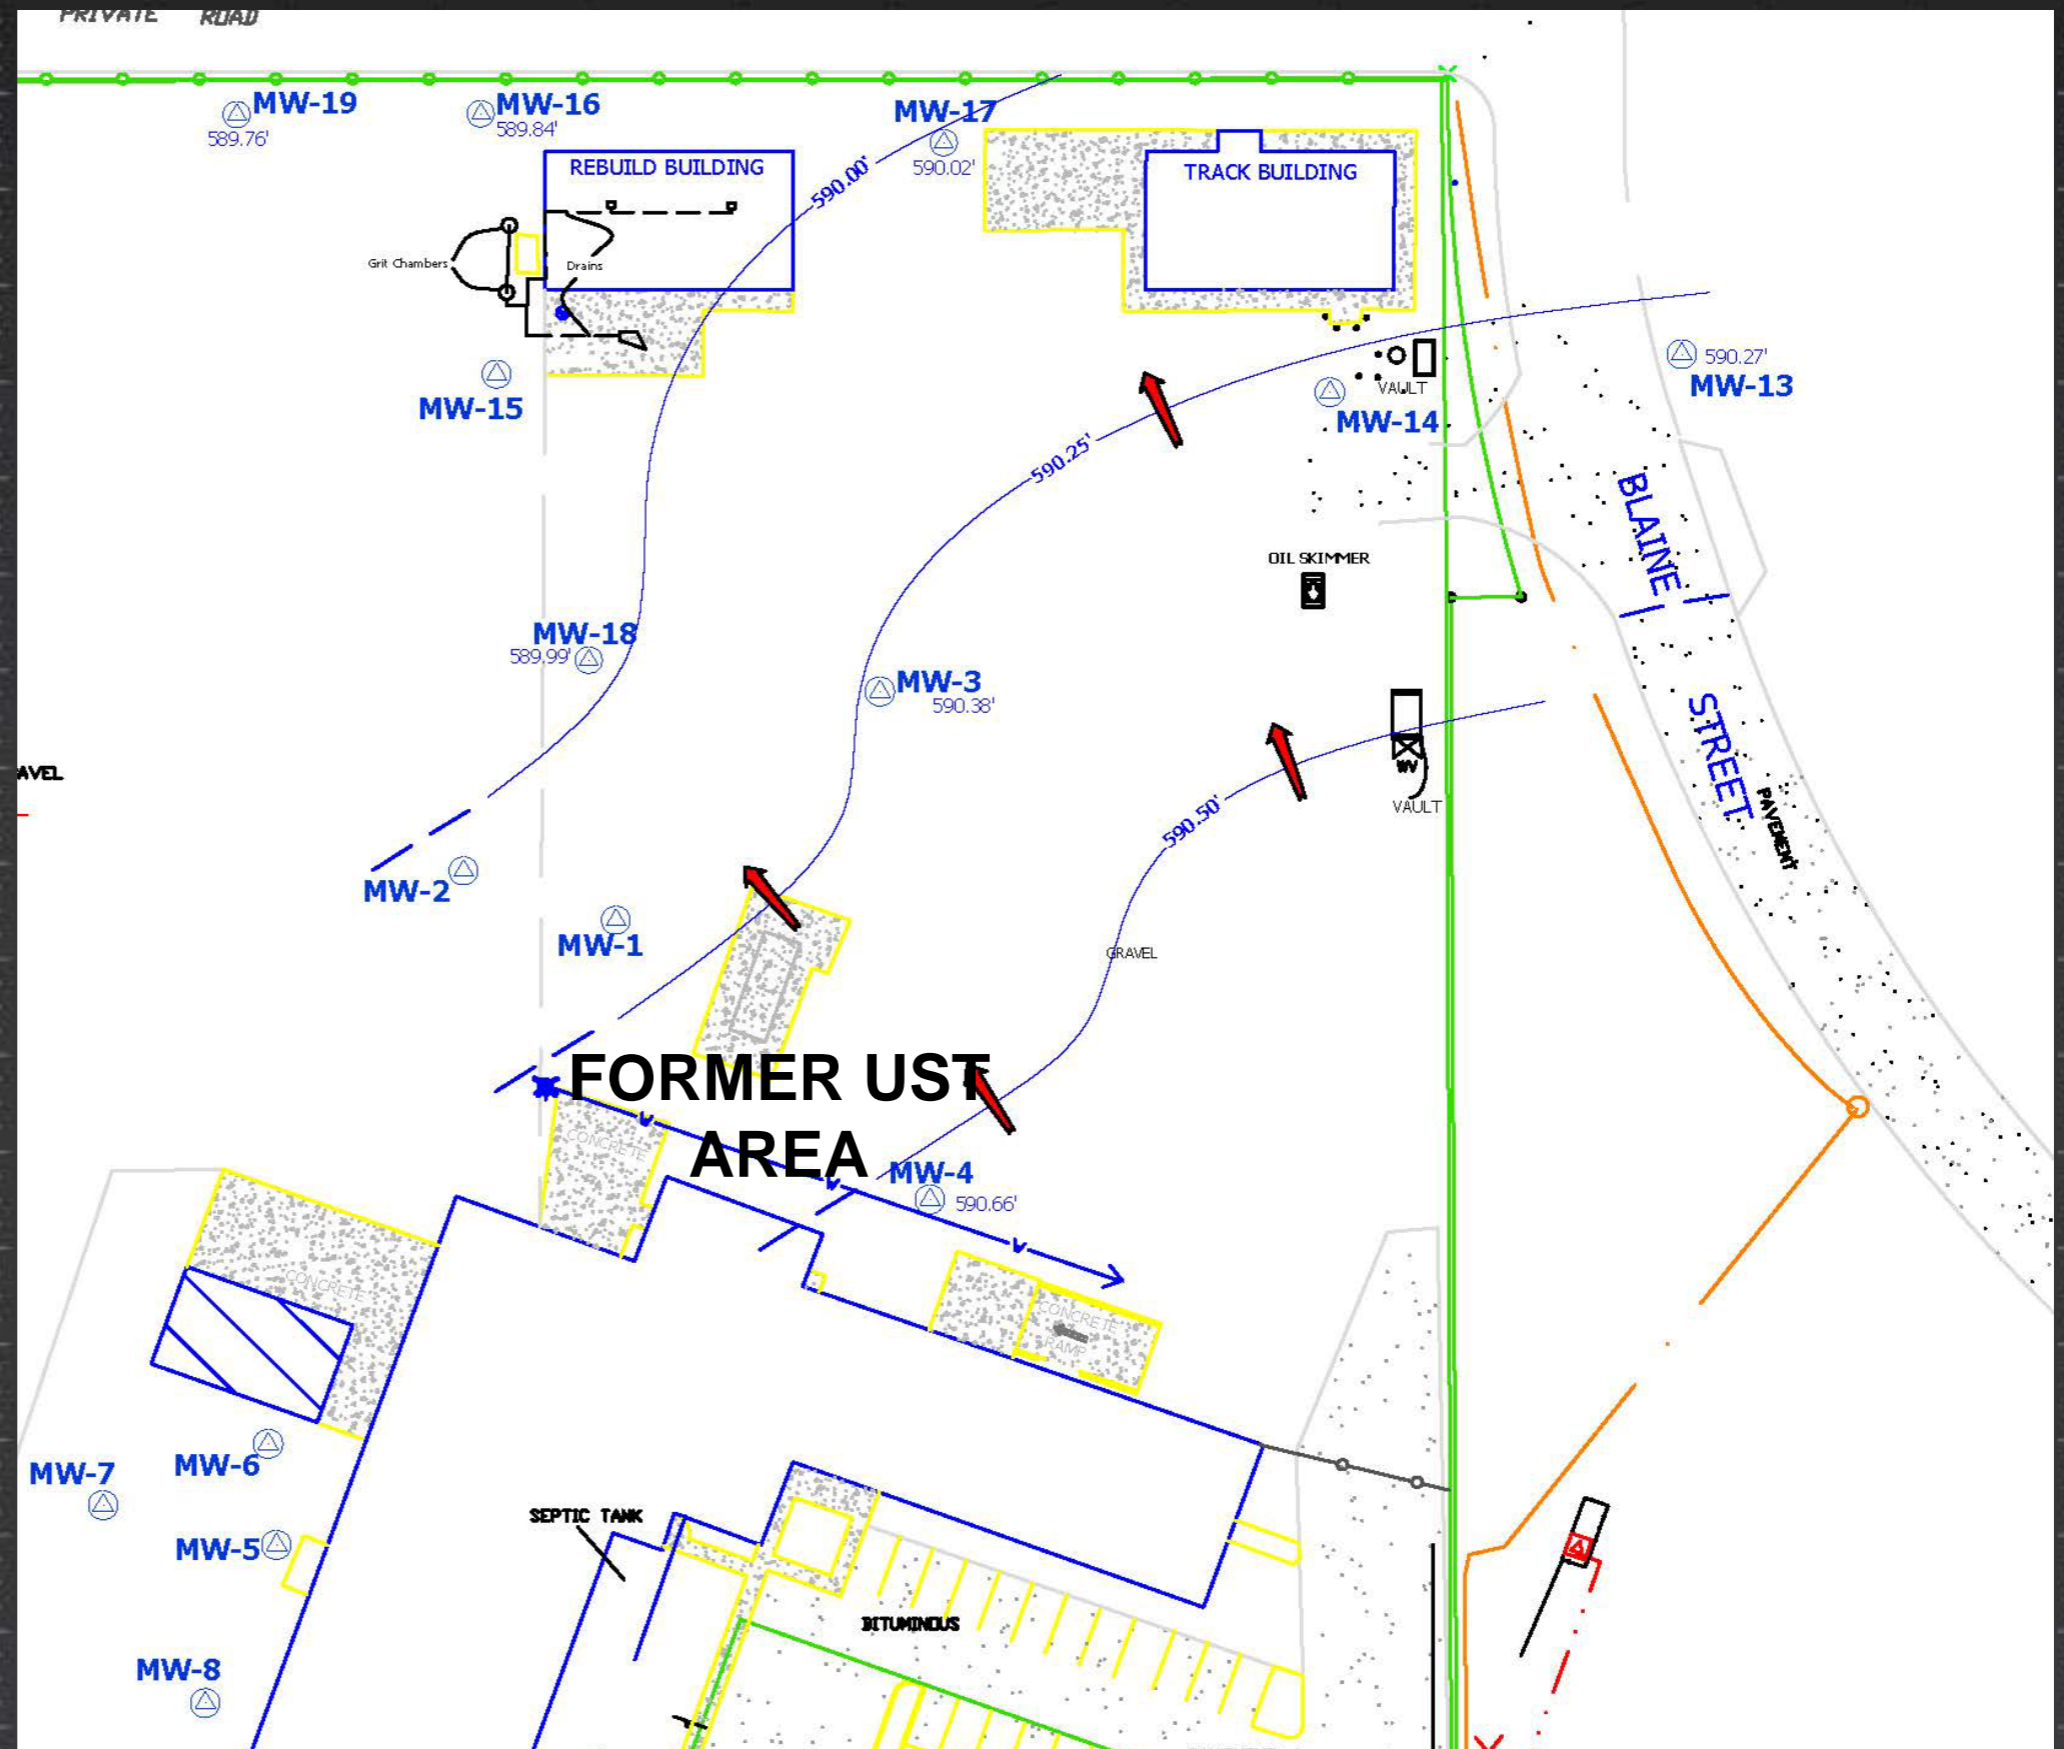 PRIVATE ROAD
MW-19
589.76'
MW-16
589.84'
MW-17
590.02'
REBUILD BUILDING
TRACK BUILDING
590.00'
Grit Chambers
Drains
MW-15
590.25'
VAULT
MW-14
590.27'
MW-13
BLAINE
STREET
PAVEMENT
OIL SKIMMER
MW-18
589.99'
MW-3
590.38'
WV
VAULT
590.50'
AVEL
MW-2
MW-1
GRAVEL
FORMER UST
AREA
CONCRETE
W
W
W
MW-4
590.66'
CONCRETE
CONCRETE
RAMP
MW-6
MW-7
MW-5
SEPTIC TANK
BITUMINOUS
MW-8